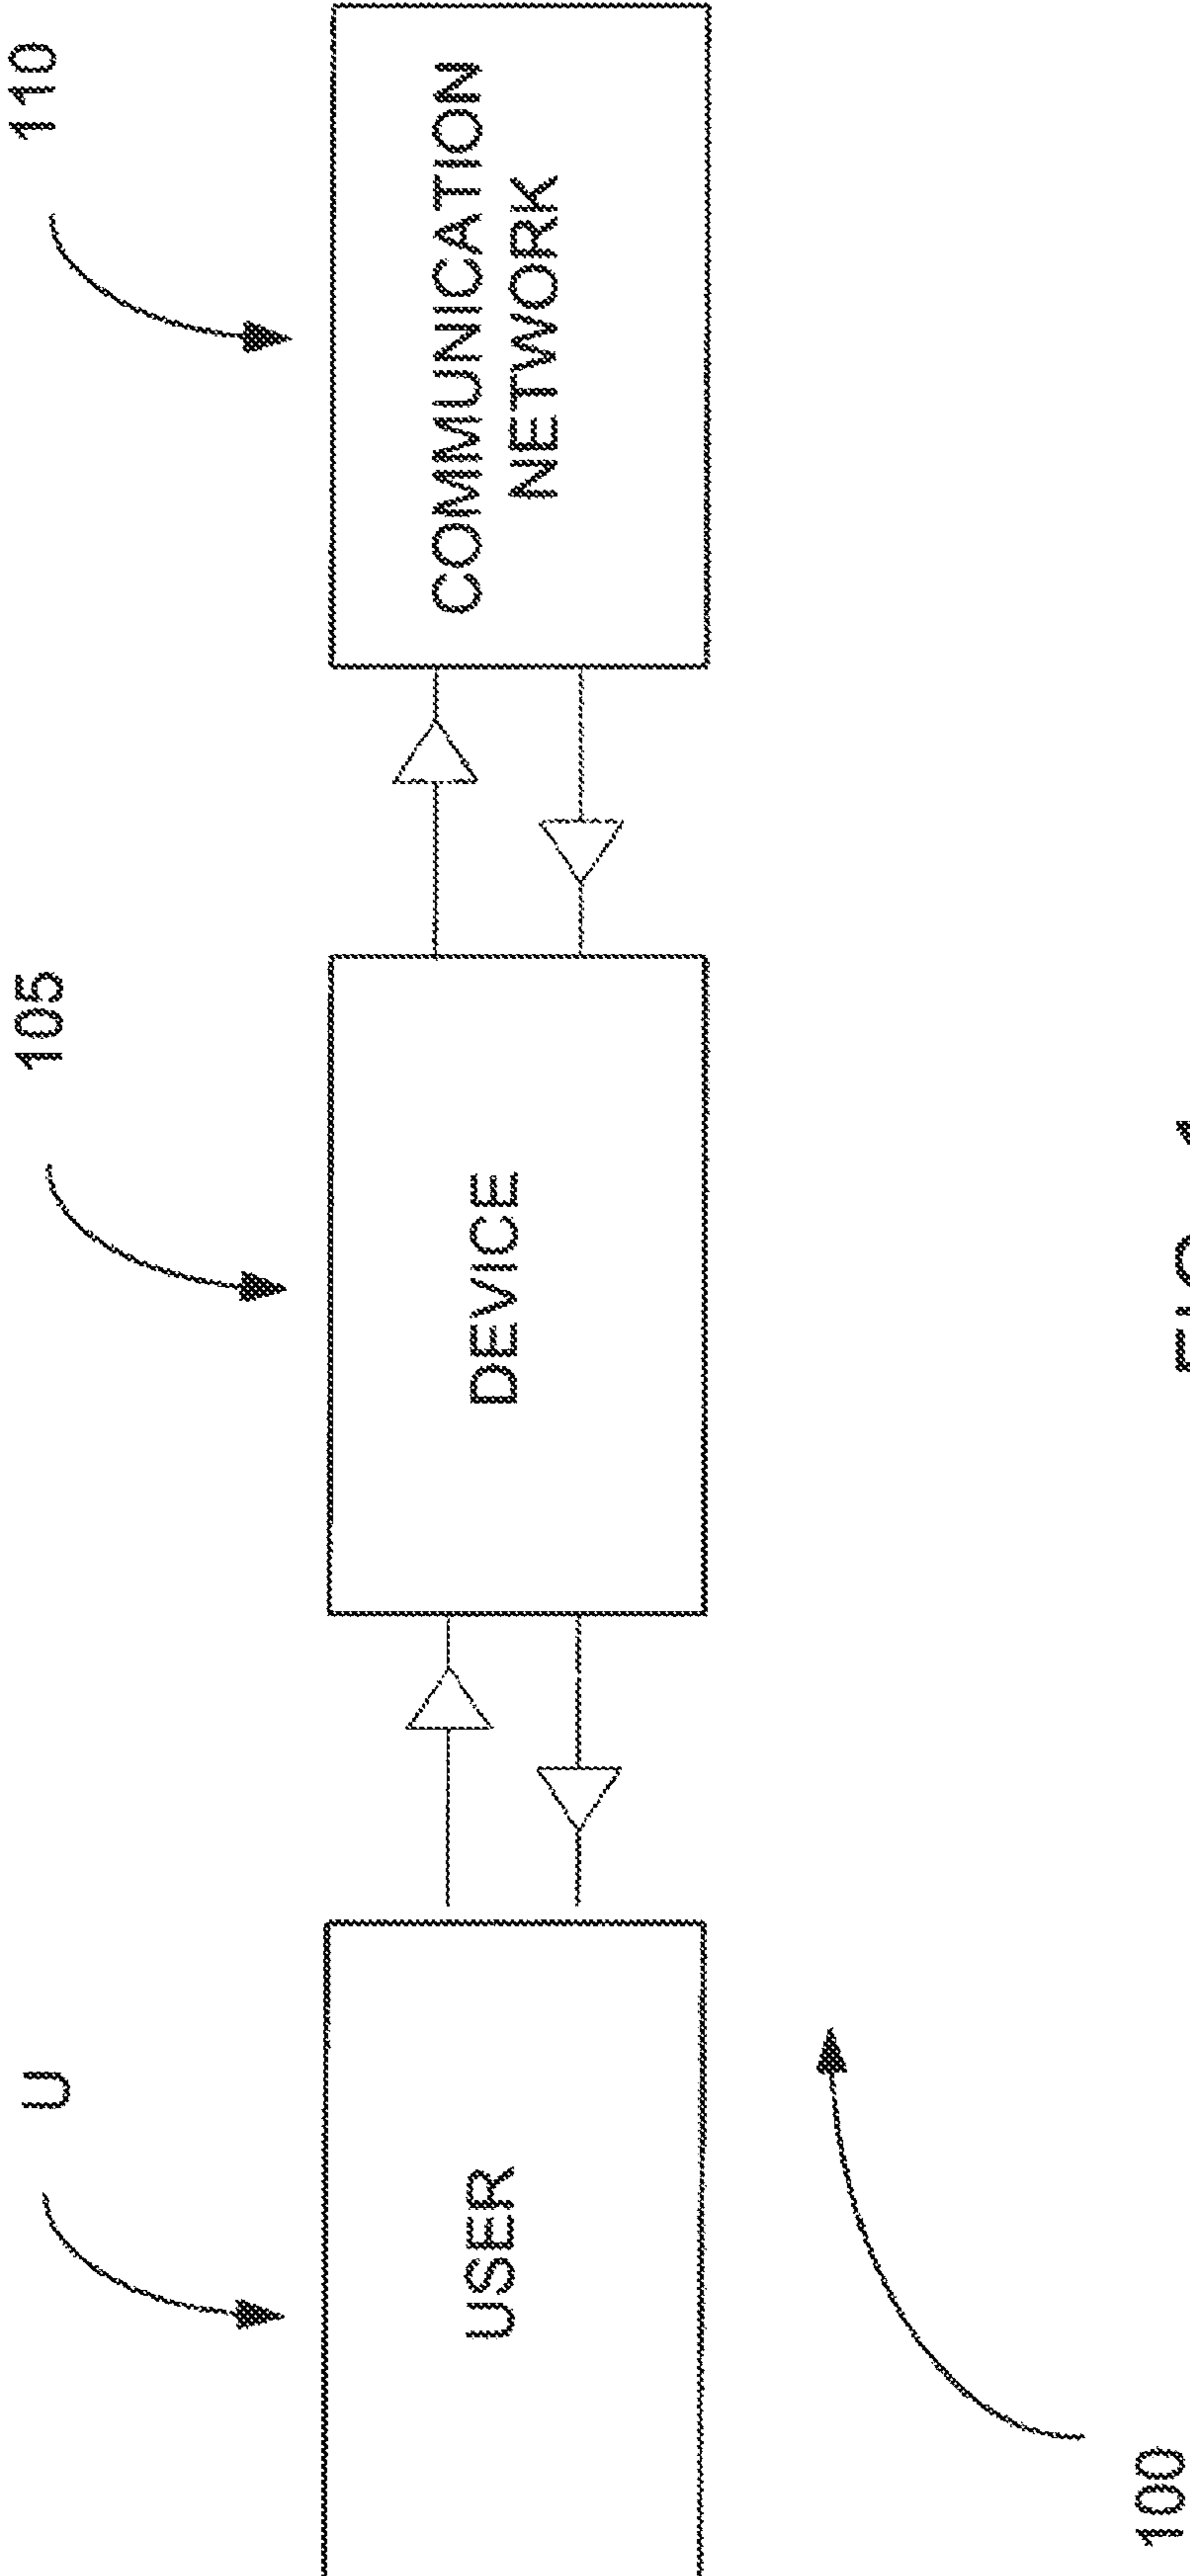 U
105
110
USER
DEVICE
COMMUNICATION
NETWORK
100